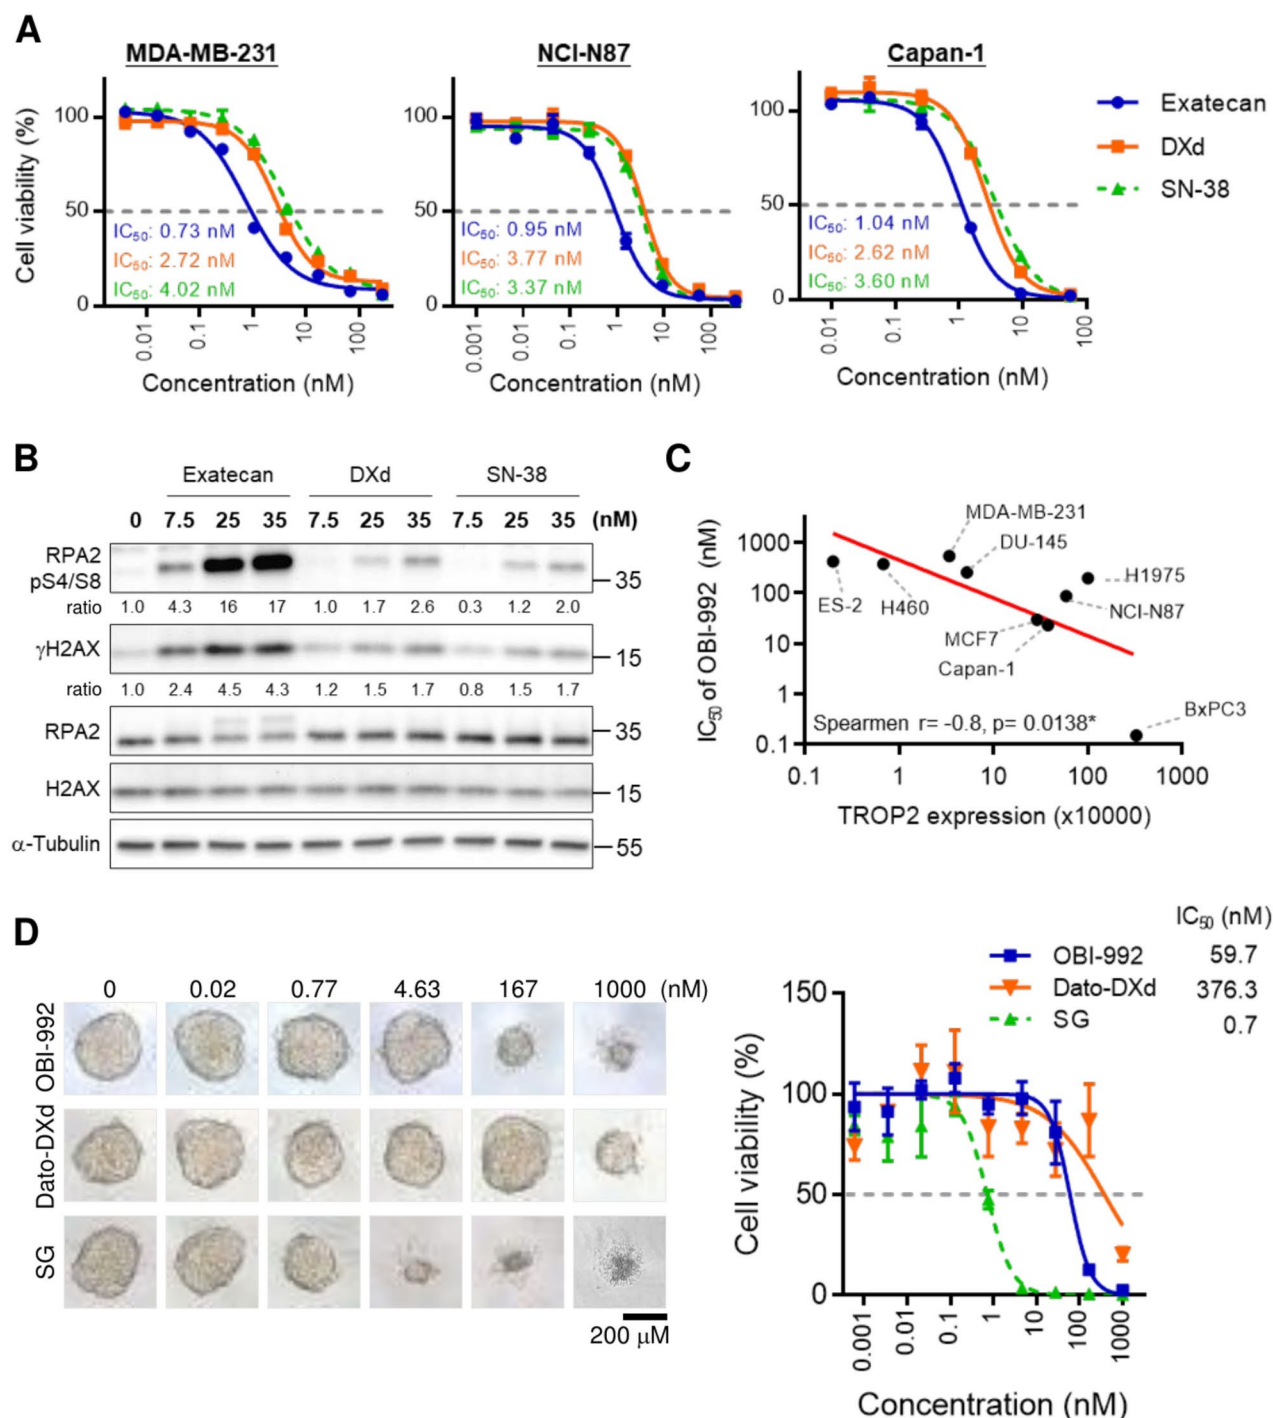 A
MDA-MB-231
NCI-N87
Capan-1
Exatecan
DXd
SN-38
Cell viability (%)
100
50
0
IC50: 0.73 nM
IC50: 2.72 nM
IC50: 4.02 nM
0.01
0.1
1
10
100
Concentration (nM)
100
50
0
IC50: 0.95 nM
IC50: 3.77 nM
IC50: 3.37 nM
0.001
0.01
0.1
1
10
100
Concentration (nM)
100
50
0
IC50: 1.04 nM
IC50: 2.62 nM
IC50: 3.60 nM
0.01
0.1
1
10
100
Concentration (nM)
B
Exatecan DXd SN-38
0 7.5 25 35 7.5 25 35 7.5 25 35 (nM)
RPA2
pS4/S8
35
ratio 1.0 4.3 16 17 1.0 1.7 2.6 0.3 1.2 2.0
γH2AX 15
ratio 1.0 2.4 4.5 4.3 1.2 1.5 1.7 0.8 1.5 1.7
RPA2 35
H2AX 15
α-Tubulin 55
C
IC50 of OBI-992 (nM)
1000
100
10
1
0.1
MDA-MB-231
DU-145
H1975
ES-2
H460
NCI-N87
MCF7
Capan-1
BxPC3
Spearmen r= -0.8, p= 0.0138*
0.1 1 10 100 1000
TROP2 expression (x10000)
D
0 0.02 0.77 4.63 167 1000 (nM)
OBI-992
Dato-DXd
SG
200 μM
IC50 (nM)
OBI-992 59.7
Dato-DXd 376.3
SG 0.7
Cell viability (%)
150
100
50
0
0.001
0.01
0.1
1
10
100
1000
Concentration (nM)